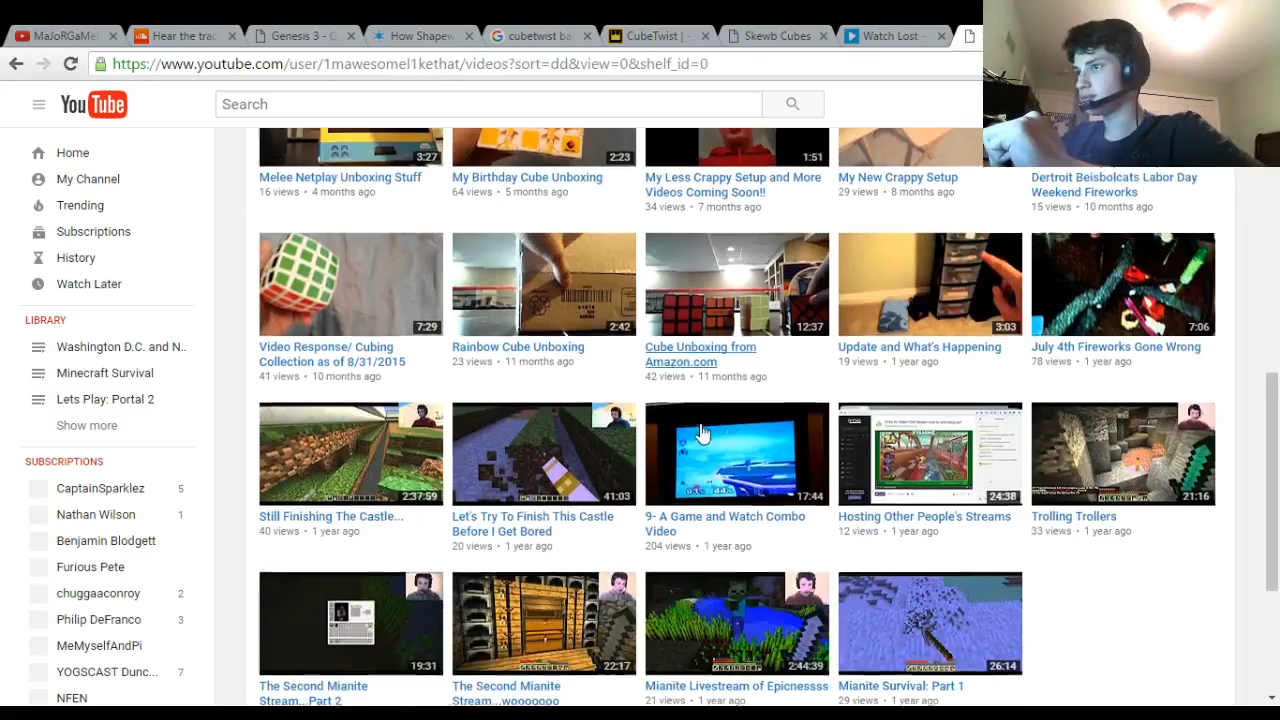 MaJoRGaMe
Hear the trac
Genesis 3 - G
How Shapew
cubetwist ba
CubeTwist | -
Skewb Cubes
Watch Lost -
https://www.youtube.com/user/1mawesomel1kethat/videos?sort=dd&view=0&shelf_id=0
YouTube
Search
Home
My Channel
Trending
Subscriptions
History
Watch Later
LIBRARY
Washington D.C. and N..
Minecraft Survival
Lets Play: Portal 2
Show more
SUBSCRIPTIONS
CaptainSparklez 5
Nathan Wilson 1
Benjamin Blodgett
Furious Pete
chuggaaconroy 2
Philip DeFranco 3
MeMyselfAndPi
YOGSCAST Dunc... 7
NFEN
3:27
Melee Netplay Unboxing Stuff
16 views • 4 months ago
2:23
My Birthday Cube Unboxing
64 views • 5 months ago
1:51
My Less Crappy Setup and More
Videos Coming Soon!!
34 views • 7 months ago
My New Crappy Setup
29 views • 8 months ago
Dertroit Beisbolcats Labor Day
Weekend Fireworks
15 views • 10 months ago
7:29
Video Response/ Cubing
Collection as of 8/31/2015
41 views • 10 months ago
2:42
Rainbow Cube Unboxing
23 views • 11 months ago
12:37
Cube Unboxing from
Amazon.com
42 views • 11 months ago
3:03
Update and What's Happening
19 views • 1 year ago
7:06
July 4th Fireworks Gone Wrong
78 views • 1 year ago
2:37:59
Still Finishing The Castle...
40 views • 1 year ago
41:03
Let's Try To Finish This Castle
Before I Get Bored
20 views • 1 year ago
17:44
9- A Game and Watch Combo
Video
204 views • 1 year ago
24:38
Hosting Other People's Streams
12 views • 1 year ago
21:16
Trolling Trollers
33 views • 1 year ago
19:31
The Second Mianite
Stream...Part 2
22:17
The Second Mianite
Stream...wooooooo
2:44:39
Mianite Livestream of Epicnessss
21 views • 1 year ago
26:14
Mianite Survival: Part 1
29 views • 1 year ago